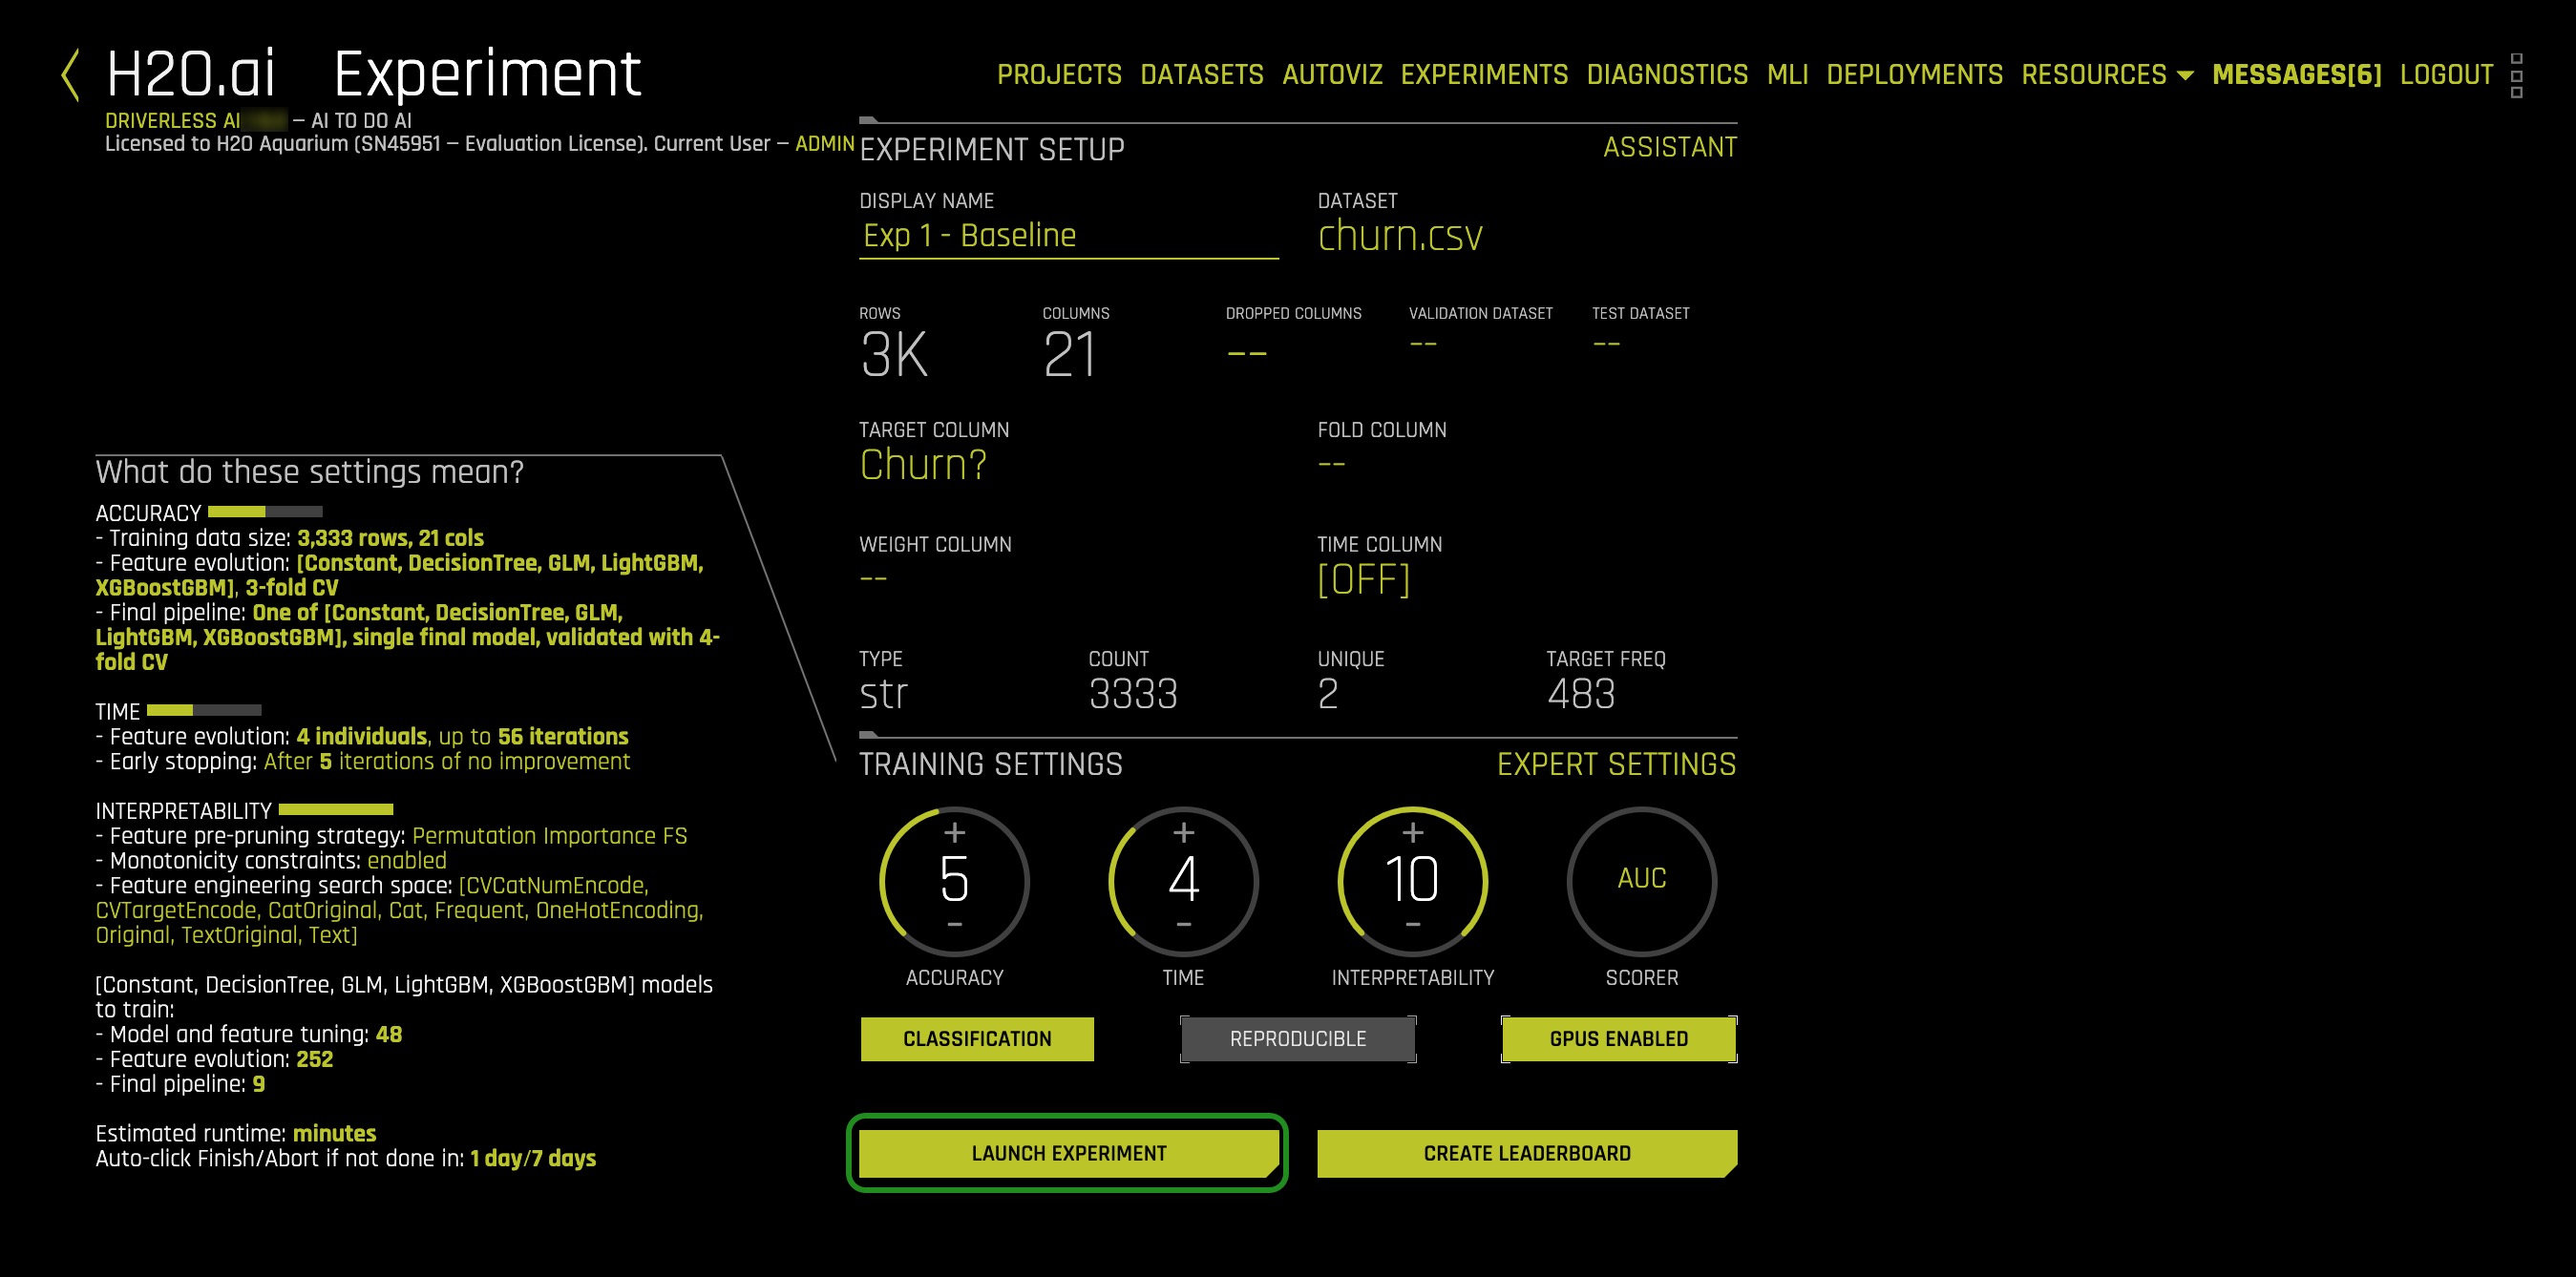 H2O.ai Experiment
PROJECTS DATASETS AUTOVIZ EXPERIMENTS DIAGNOSTICS MLI DEPLOYMENTS RESOURCES MESSAGES[6] LOGOUT
DRIVERLESS AI — AI TO DO AI
Licensed to H2O Aquarium (SN45951 — Evaluation License). Current User — ADMIN
What do these settings mean?
ACCURACY
- Training data size: 3,333 rows, 21 cols
- Feature evolution: [Constant, DecisionTree, GLM, LightGBM,
XGBoostGBM], 3-fold CV
- Final pipeline: One of [Constant, DecisionTree, GLM,
LightGBM, XGBoostGBM], single final model, validated with 4-
fold CV
TIME
- Feature evolution: 4 individuals, up to 56 iterations
- Early stopping: After 5 iterations of no improvement
INTERPRETABILITY
- Feature pre-pruning strategy: Permutation Importance FS
- Monotonicity constraints: enabled
- Feature engineering search space: [CVCatNumEncode,
CVTargetEncode, CatOriginal, Cat, Frequent, OneHotEncoding,
Original, TextOriginal, Text]
[Constant, DecisionTree, GLM, LightGBM, XGBoostGBM] models
to train:
- Model and feature tuning: 48
- Feature evolution: 252
- Final pipeline: 9
Estimated runtime: minutes
Auto-click Finish/Abort if not done in: 1 day/7 days
EXPERIMENT SETUP ASSISTANT
DISPLAY NAME DATASET
Exp 1 - Baseline churn.csv
ROWS COLUMNS DROPPED COLUMNS VALIDATION DATASET TEST DATASET
3K 21 -- -- --
TARGET COLUMN FOLD COLUMN
Churn? --
WEIGHT COLUMN TIME COLUMN
-- [OFF]
TYPE COUNT UNIQUE TARGET FREQ
str 3333 2 483
TRAINING SETTINGS EXPERT SETTINGS
+ + +
5 4 10 AUC
- - -
ACCURACY TIME INTERPRETABILITY SCORER
CLASSIFICATION REPRODUCIBLE GPUS ENABLED
LAUNCH EXPERIMENT CREATE LEADERBOARD